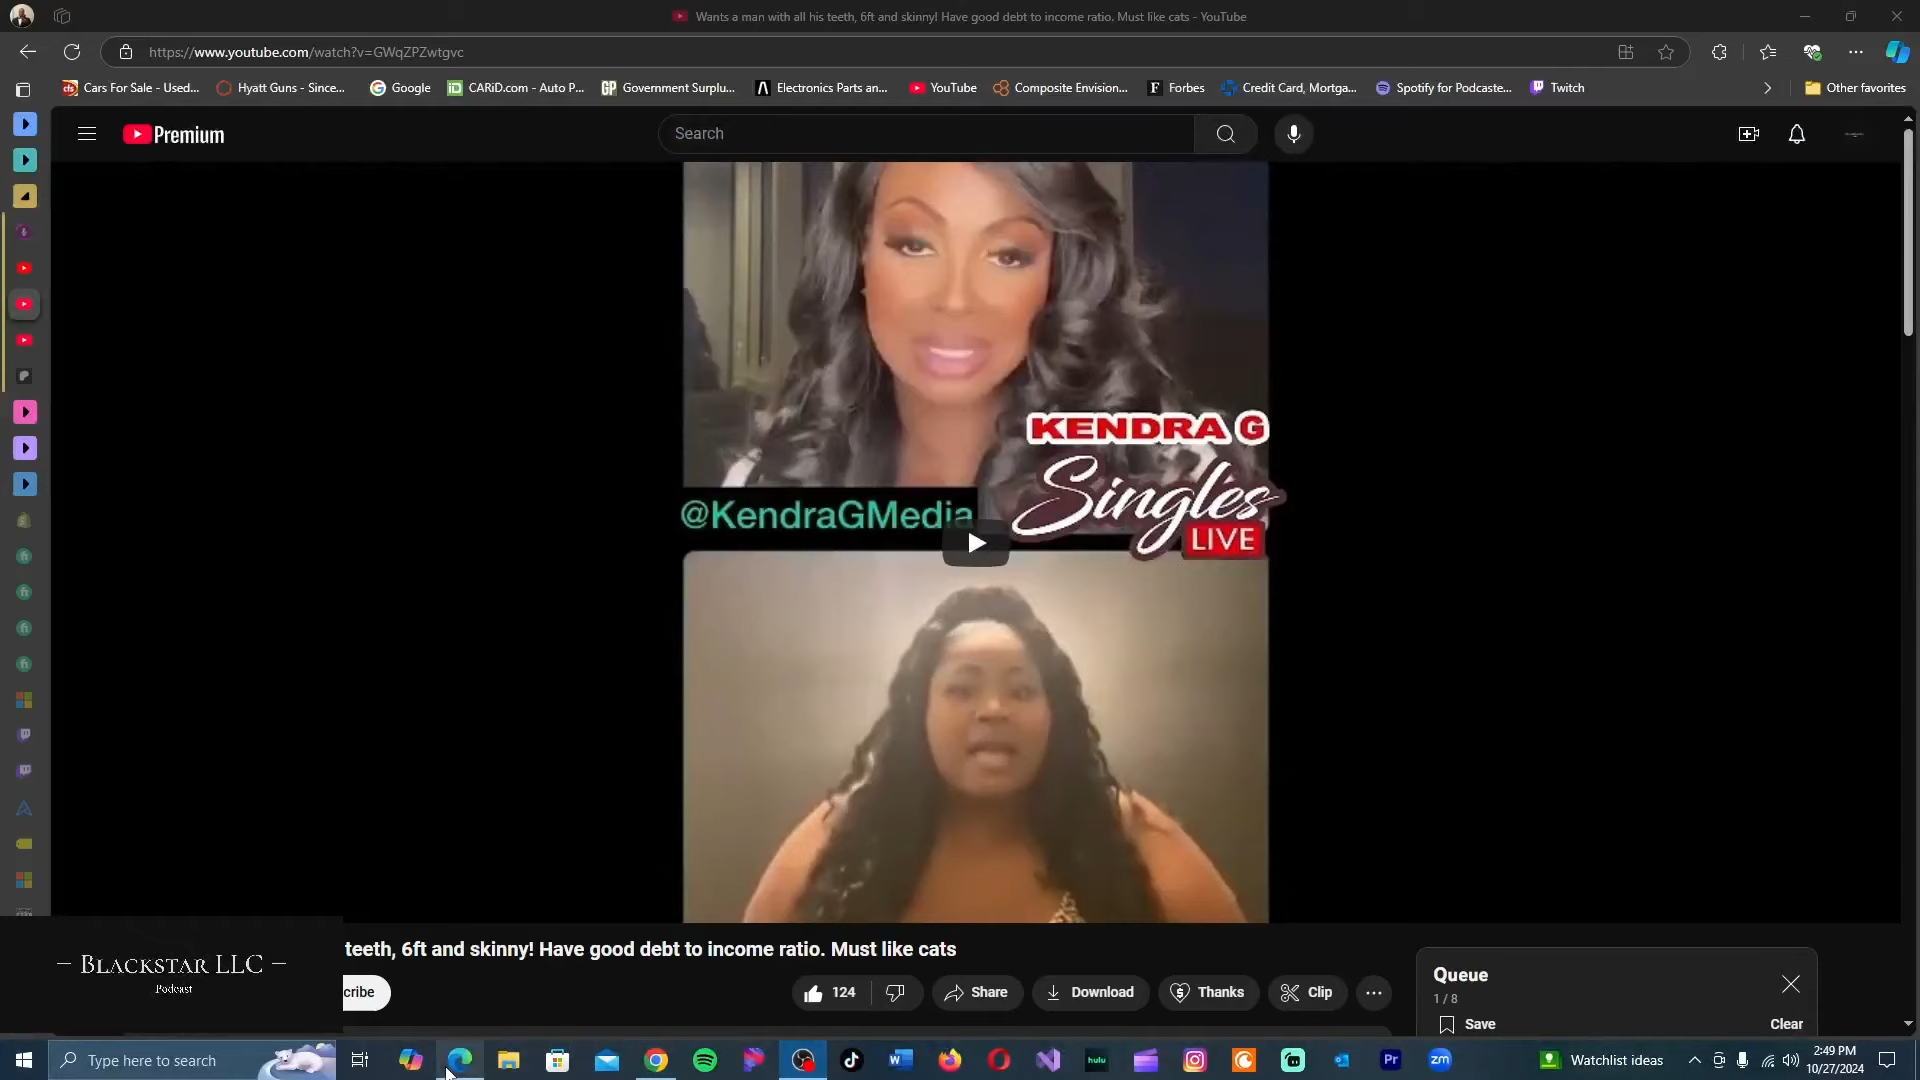 Wants a man with all his teeth, 6ft and skinny! Have good debt to income ratio. Must like cats - YouTube
https://www.youtube.com/watch?v=GWqZPZwtgvc
Cars For Sale - Used...
Hyatt Guns - Since...
Google
CARiD.com - Auto P...
Government Surplu...
Electronics Parts an...
YouTube
Composite Envision...
Forbes
Credit Card, Mortga...
Spotify for Podcaste...
Twitch
Other favorites
Premium
Search
KENDRA G
Singles
LIVE
@KendraGMedia
teeth, 6ft and skinny! Have good debt to income ratio. Must like cats
BLACKSTAR LLC
Podcast
cribe
124
Share
Download
Thanks
Clip
Queue
1 / 8
Save
Clear
Type here to search
hulu
Pr
zm
Watchlist ideas
2:49 PM
10/27/2024